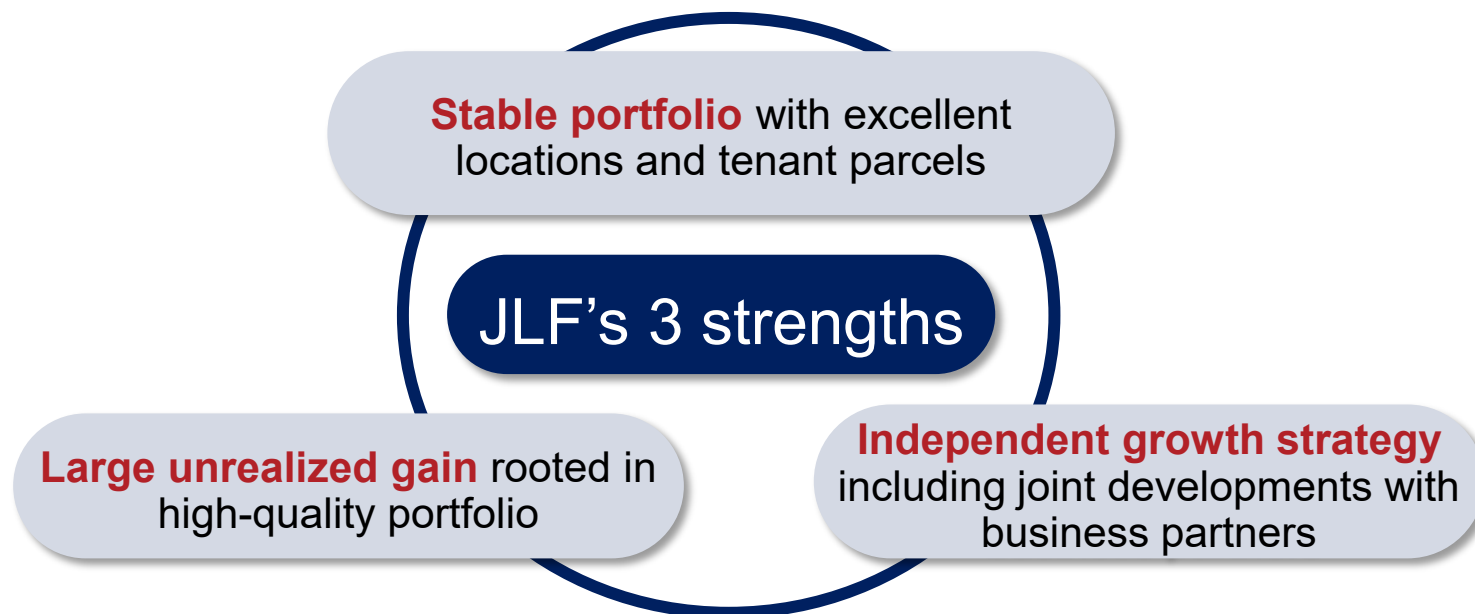 Stable portfolio with excellent
locations and tenant parcels
JLF’s 3 strengths
Large unrealized gain rooted in
high-quality portfolio
Independent growth strategy
including joint developments with
business partners